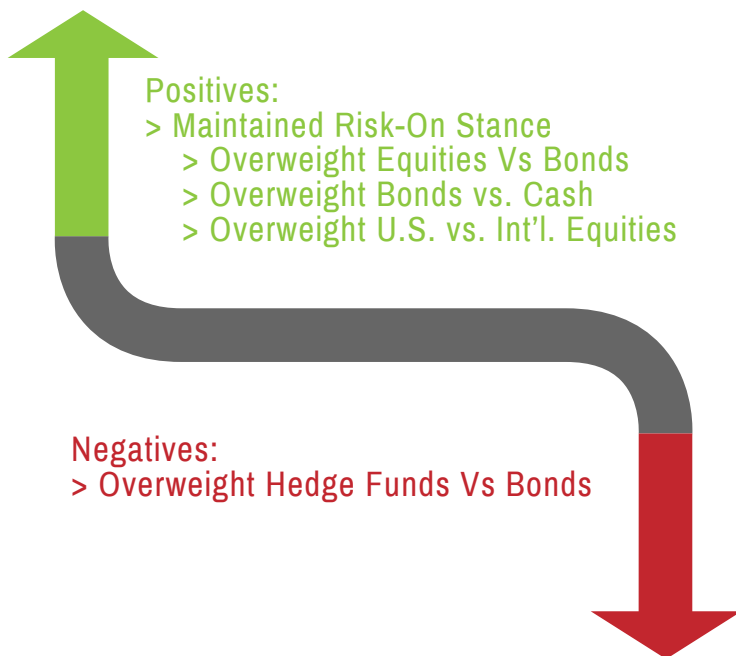 Positives:
> Maintained Risk-On Stance
> Overweight Equities Vs Bonds
> Overweight Bonds vs. Cash
> Overweight U.S. vs. Int’l. Equities
Negatives:
> Overweight Hedge Funds Vs Bonds